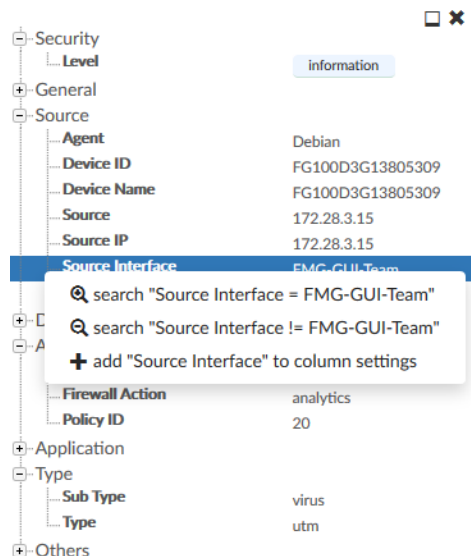 Security
Level information
General
Source
Agent Debian
Device ID FG100D3G13805309
Device Name FG100D3G13805309
Source 172.28.3.15
Source IP 172.28.3.15
Source Interface FMG-GUI-Team
search "Source Interface = FMG-GUI-Team"
search "Source Interface != FMG-GUI-Team"
add "Source Interface" to column settings
D
A
Firewall Action analytics
Policy ID 20
Application
Type
Sub Type virus
Type utm
Others